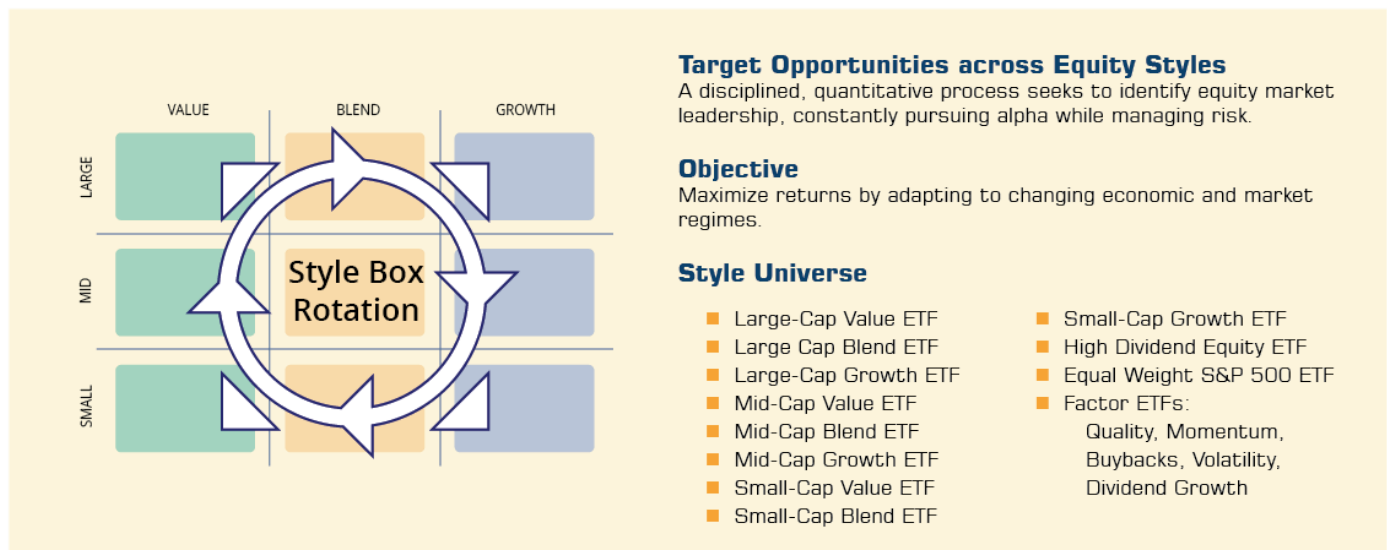 VALUE
BLEND
GROWTH
LARGE
MID
SMALL
Style Box
Rotation
Target Opportunities across Equity Styles
A disciplined, quantitative process seeks to identify equity market
leadership, constantly pursuing alpha while managing risk.
Objective
Maximize returns by adapting to changing economic and market
regimes.
Style Universe
Large-Cap Value ETF
Large Cap Blend ETF
Large-Cap Growth ETF
Mid-Cap Value ETF
Mid-Cap Blend ETF
Mid-Cap Growth ETF
Small-Cap Value ETF
Small-Cap Blend ETF
Small-Cap Growth ETF
High Dividend Equity ETF
Equal Weight S&P 500 ETF
Factor ETFs:
Quality, Momentum,
Buybacks, Volatility,
Dividend Growth